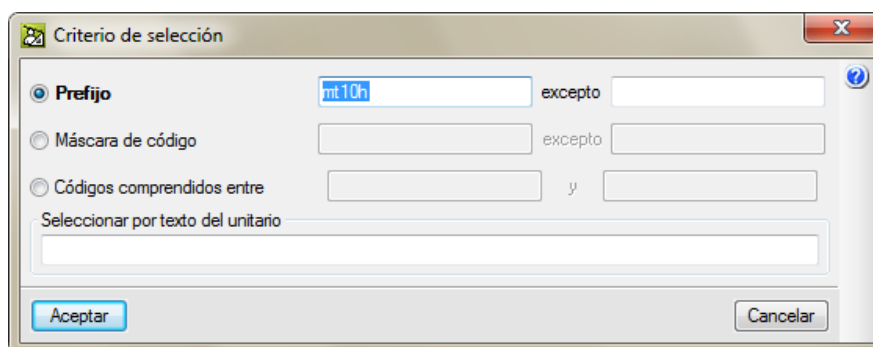 Criterio de selección
Prefijo mt10h excepto
Máscara de código excepto
Códigos comprendidos entre y
Seleccionar por texto del unitario
Aceptar Cancelar